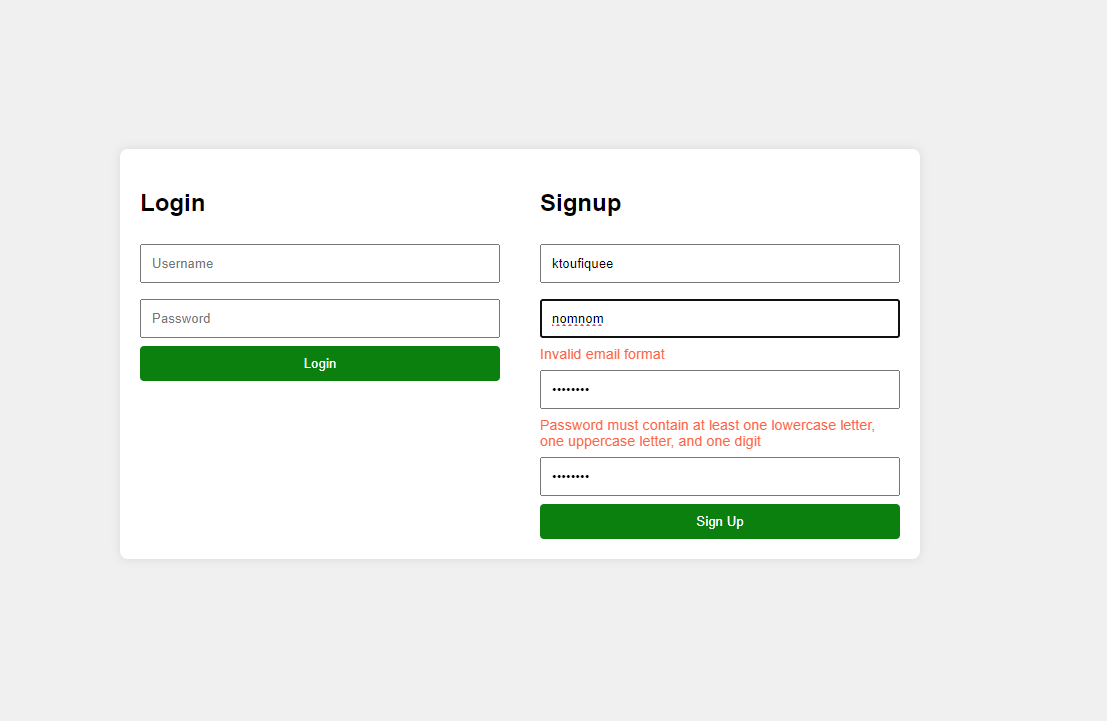 Login
Username
Password
Login
Signup
ktoufiquee
nomnom
Invalid email format
••••••••
Password must contain at least one lowercase letter,
one uppercase letter, and one digit
••••••••
Sign Up